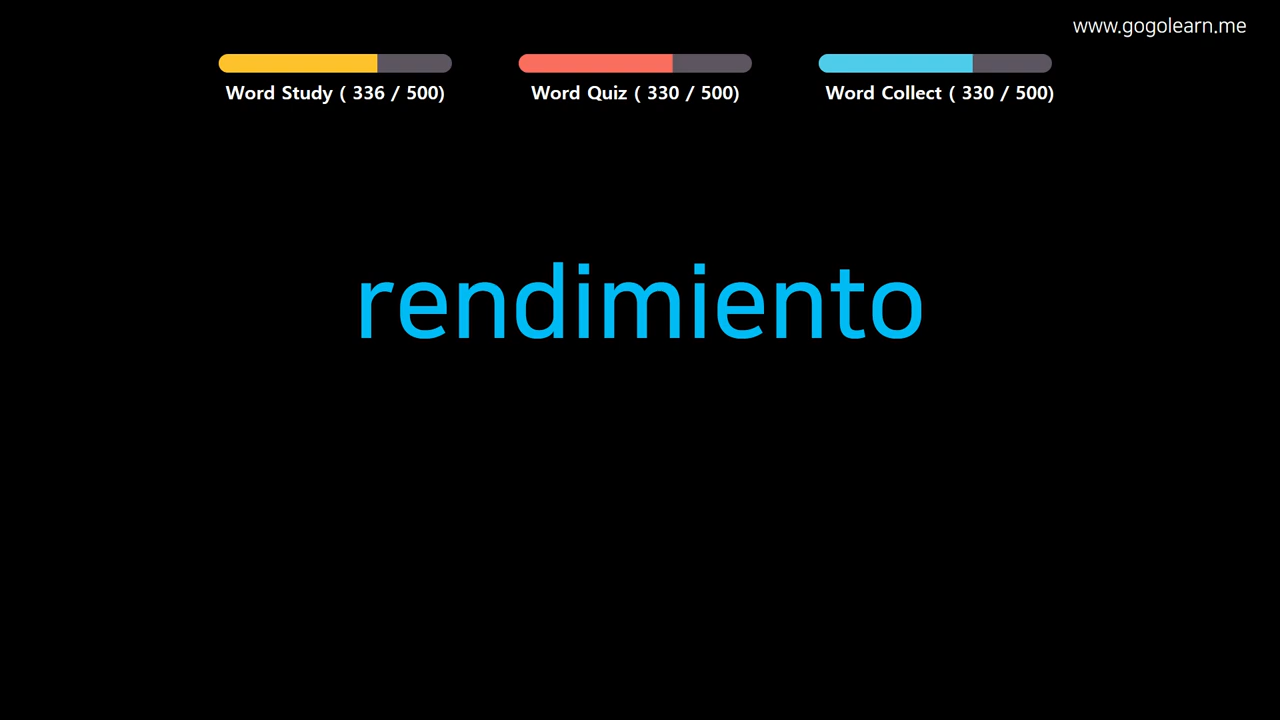 www.gogolearn.me
Word Study ( 336 / 500)
Word Quiz ( 330 / 500)
Word Collect ( 330 / 500)
rendimiento